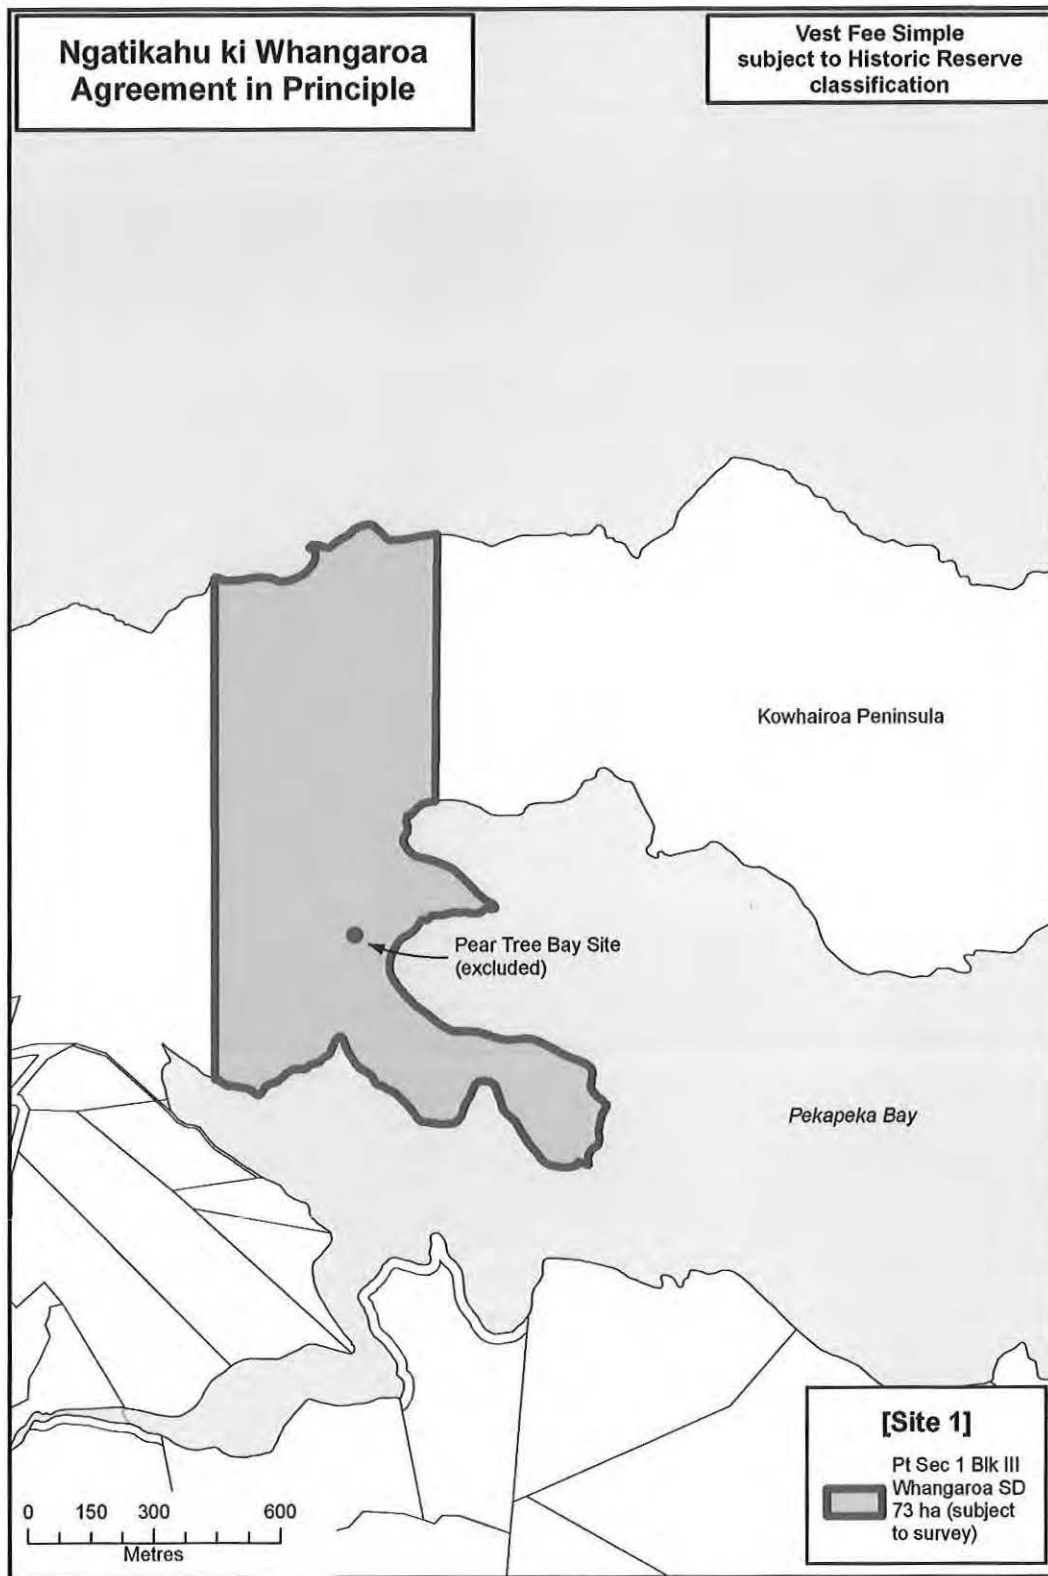 Ngatikahu ki Whangaroa
Agreement in Principle
Vest Fee Simple
subject to Historic Reserve
classification
Kowhairoa Peninsula
Pear Tree Bay Site
(excluded)
Pekapeka Bay
[Site 1]
Pt Sec 1 Blk III
Whangaroa SD
73 ha (subject
to survey)
0 150 300 600
Metres